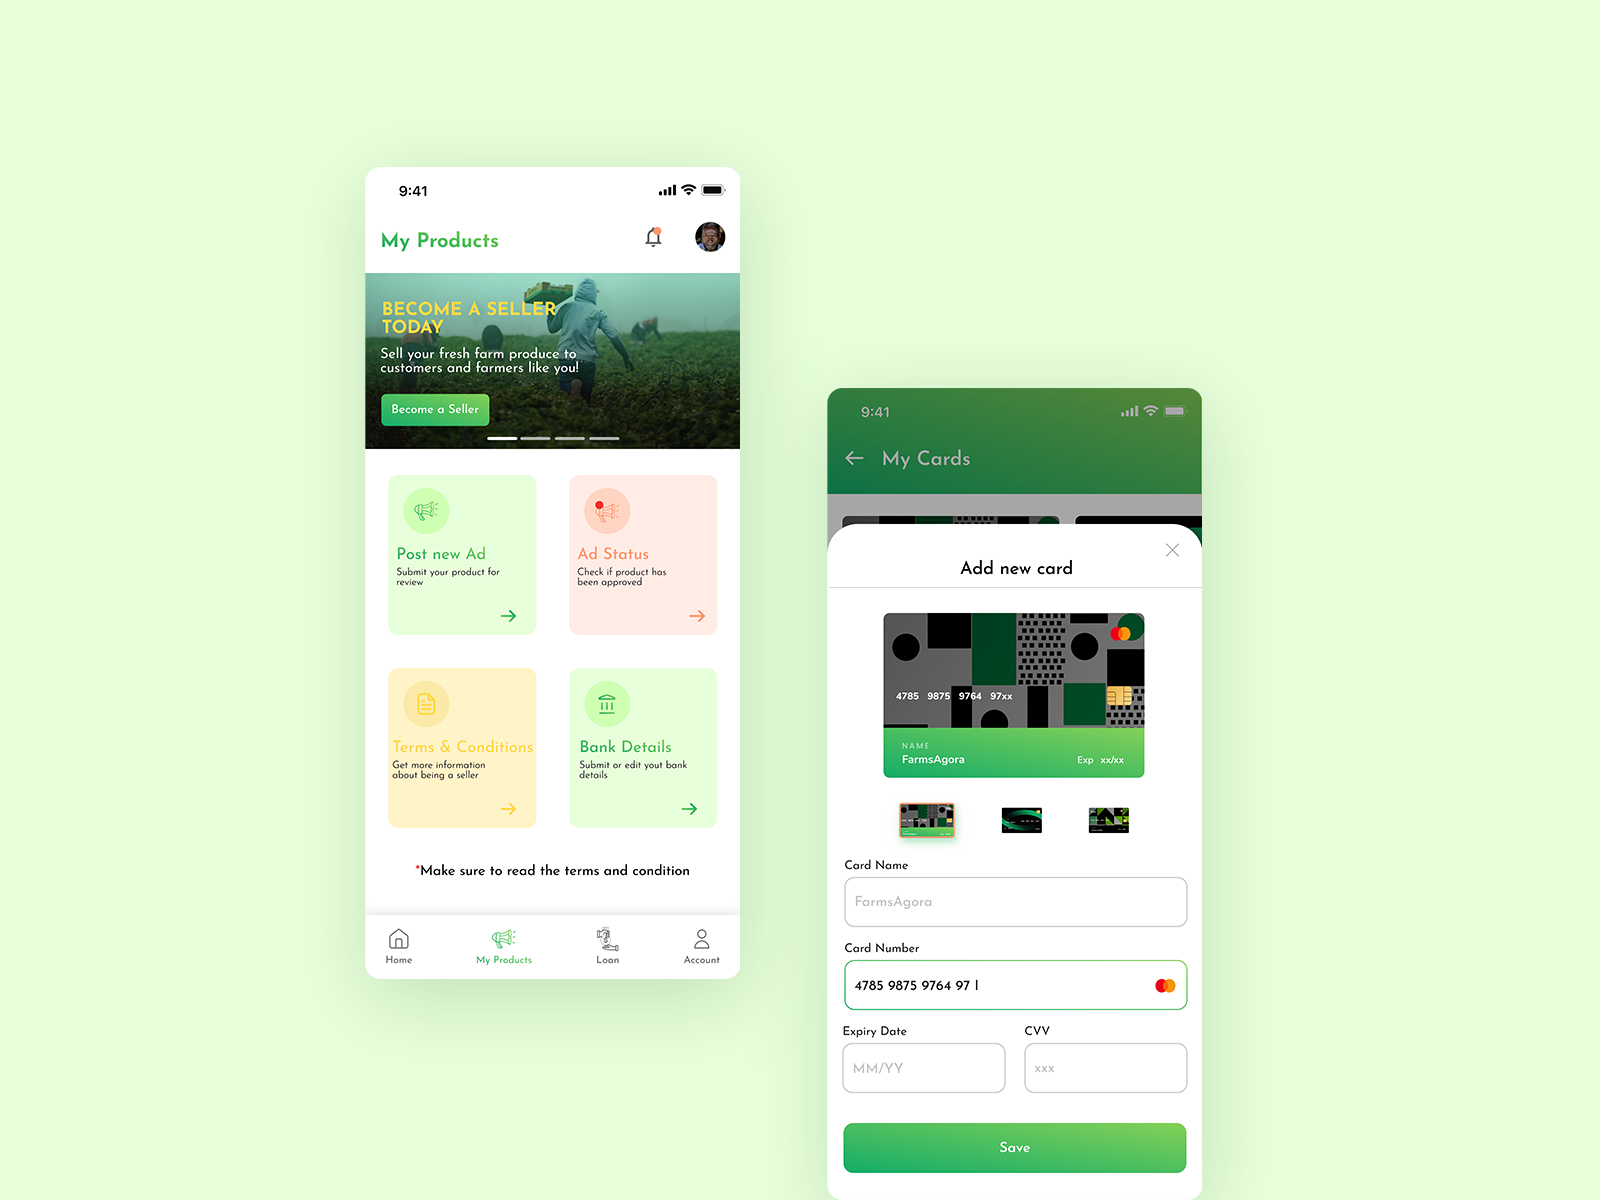 9:41
My Products
BECOME A SELLER
TODAY
Sell your fresh farm produce to
customers and farmers like you!
Become a Seller
Post new Ad
Submit your product for
review
Ad Status
Check if product has
been approved
Terms & Conditions
Get more information
about being a seller
Bank Details
Submit or edit yout bank
details
*Make sure to read the terms and condition
Home
My Products
Loan
Account
9:41
My Cards
Add new card
4785 9875 9764 97xx
NAME
FarmsAgora
Exp xx/xx
Card Name
FarmsAgora
Card Number
4785 9875 9764 97
Expiry Date
CVV
MM/YY
xxx
Save